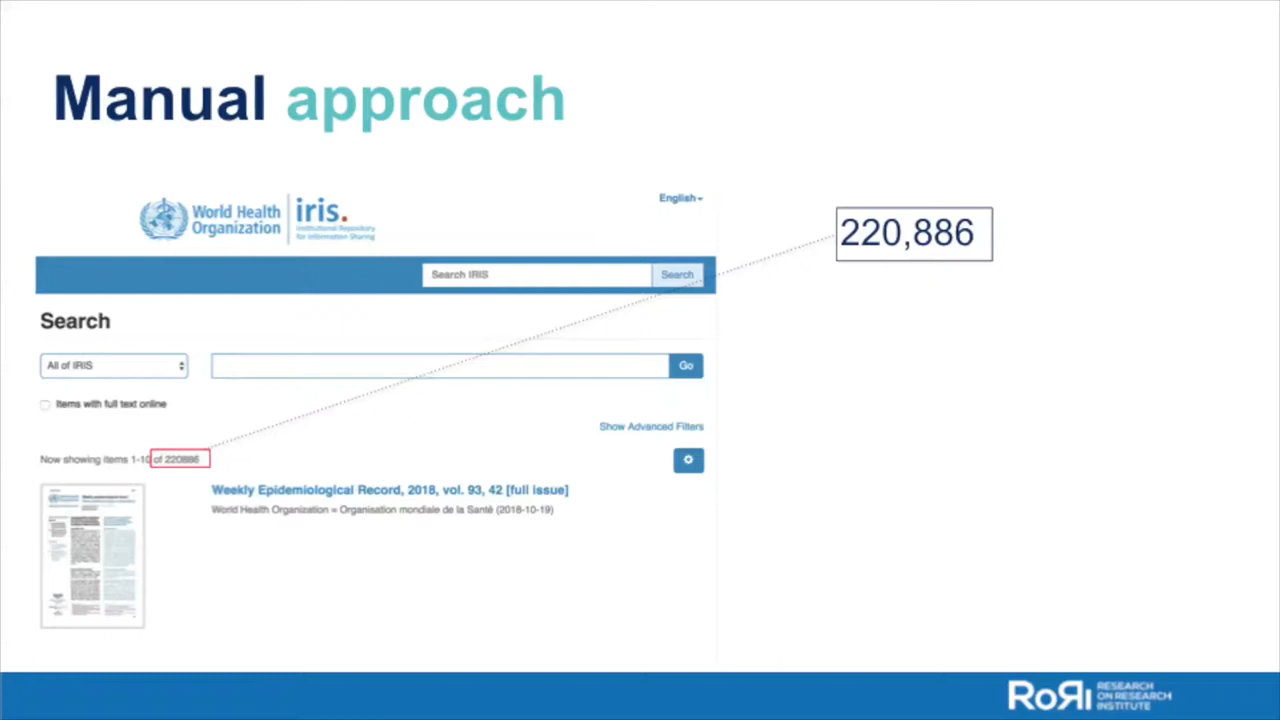 Manual approach
World Health
Organization
iris.
Institutional Repository
for Information Sharing
English
220,886
Search IRIS
Search
Search
All of IRIS
Go
Items with full text online
Show Advanced Filters
Now showing items 1-10 of 220886
Weekly Epidemiological Record, 2018, vol. 93, 42 [full issue]
World Health Organization = Organisation mondiale de la Santé (2018-10-19)
RoRI
RESEARCH
ON RESEARCH
INSTITUTE